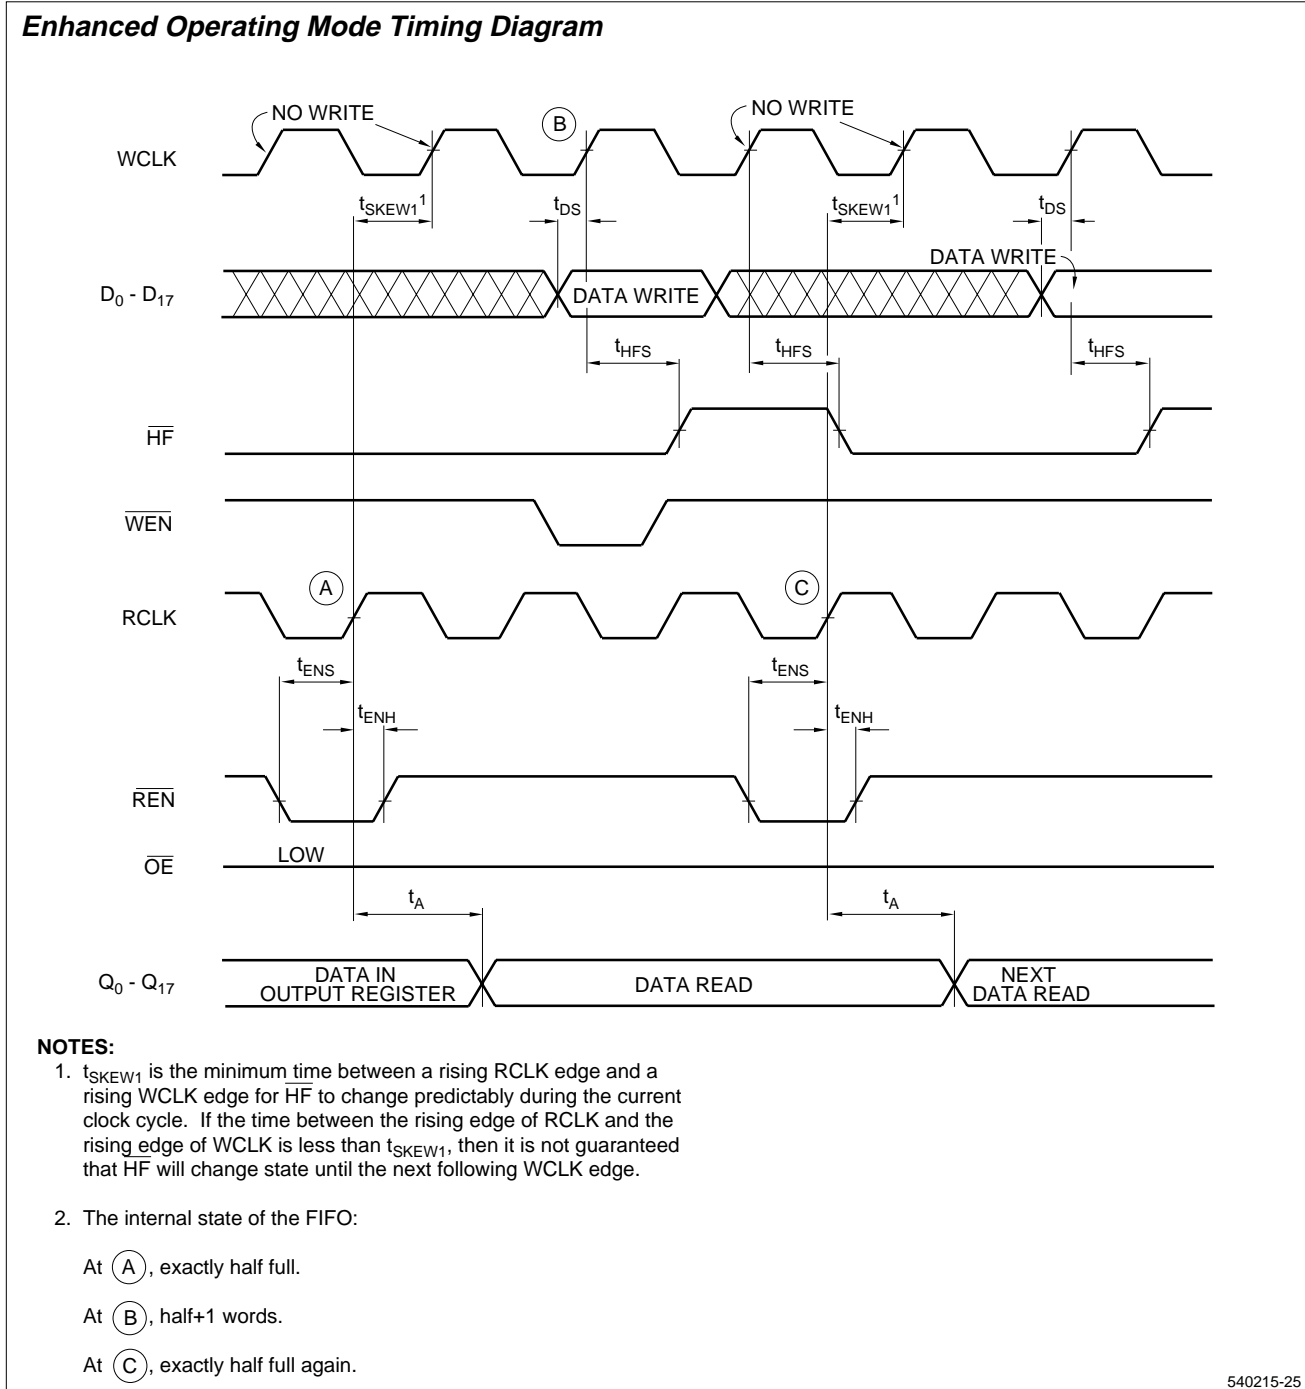 Enhanced Operating Mode Timing Diagram
NO WRITE
B
NO WRITE
WCLK
tSKEW1¹
tDS
tSKEW1¹
tDS
DATA WRITE
D0 - D17
DATA WRITE
tHFS
tHFS
tHFS
HF
WEN
A
C
RCLK
tENS
tENS
tENH
tENH
REN
OE
LOW
tA
tA
Q0 - Q17
DATA IN
OUTPUT REGISTER
DATA READ
NEXT
DATA READ
NOTES:
1. tSKEW1 is the minimum time between a rising RCLK edge and a
rising WCLK edge for HF to change predictably during the current
clock cycle. If the time between the rising edge of RCLK and the
rising edge of WCLK is less than tSKEW1, then it is not guaranteed
that HF will change state until the next following WCLK edge.
2. The internal state of the FIFO:
At A, exactly half full.
At B, half+1 words.
At C, exactly half full again.
540215-25